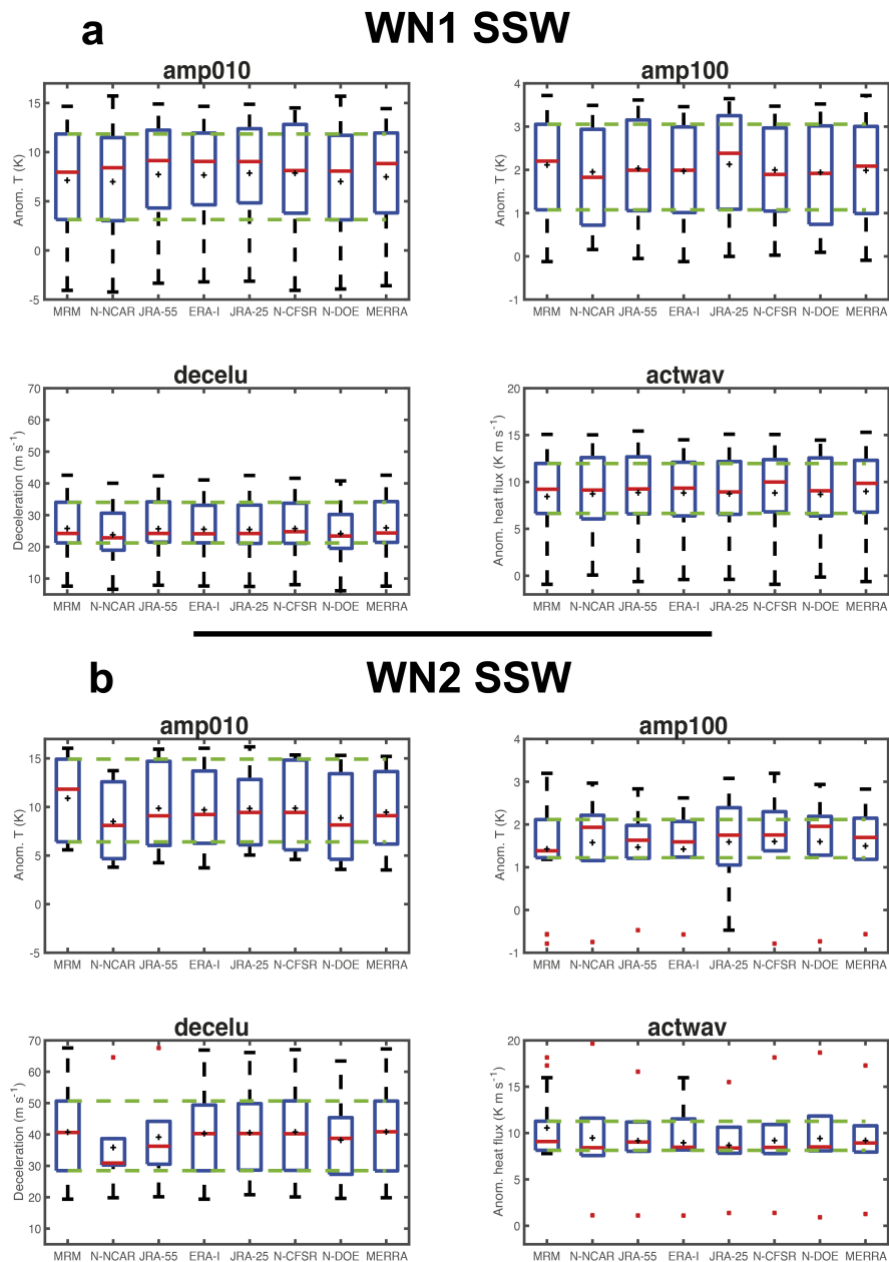 a WN1 SSW
amp010
Anom. T (K)
15
10
5
0
-5
MRM N-NCAR JRA-55 ERA-I JRA-25 N-CFSR N-DOE MERRA
amp100
Anom. T (K)
4
3
2
1
0
-1
MRM N-NCAR JRA-55 ERA-I JRA-25 N-CFSR N-DOE MERRA
decelu
Deceleration (m s⁻¹)
70
60
50
40
30
20
10
MRM N-NCAR JRA-55 ERA-I JRA-25 N-CFSR N-DOE MERRA
actwav
Anom. heat flux (K m s⁻¹)
20
15
10
5
0
MRM N-NCAR JRA-55 ERA-I JRA-25 N-CFSR N-DOE MERRA
b WN2 SSW
amp010
Anom. T (K)
15
10
5
0
-5
MRM N-NCAR JRA-55 ERA-I JRA-25 N-CFSR N-DOE MERRA
amp100
Anom. T (K)
4
3
2
1
0
-1
MRM N-NCAR JRA-55 ERA-I JRA-25 N-CFSR N-DOE MERRA
decelu
Deceleration (m s⁻¹)
70
60
50
40
30
20
10
MRM N-NCAR JRA-55 ERA-I JRA-25 N-CFSR N-DOE MERRA
actwav
Anom. heat flux (K m s⁻¹)
20
15
10
5
0
MRM N-NCAR JRA-55 ERA-I JRA-25 N-CFSR N-DOE MERRA